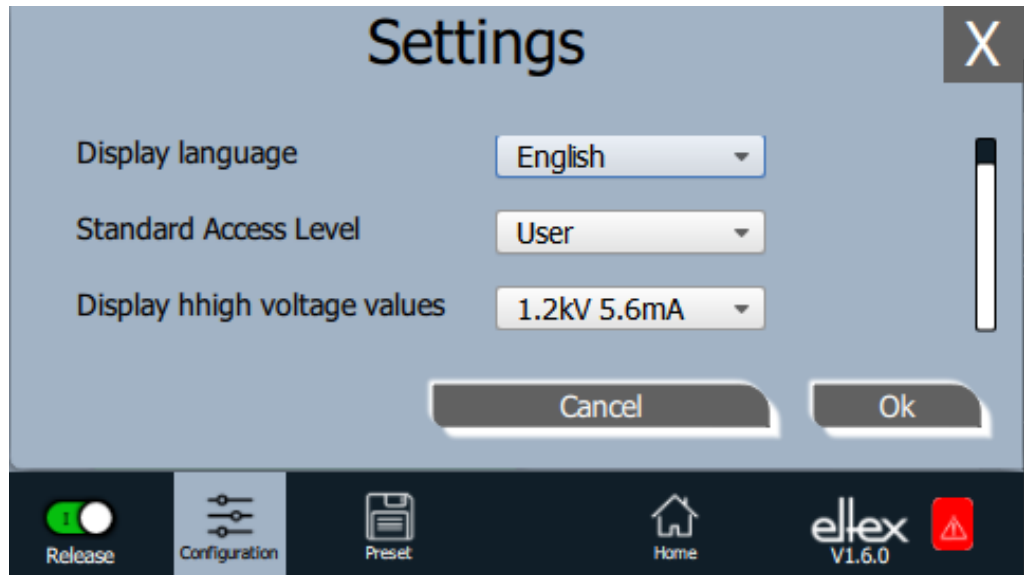 Settings
X
Display language
English
Standard Access Level
User
Display hhigh voltage values
1.2kV 5.6mA
Cancel
Ok
I
Release
Configuration
Preset
Home
eltex
V1.6.0